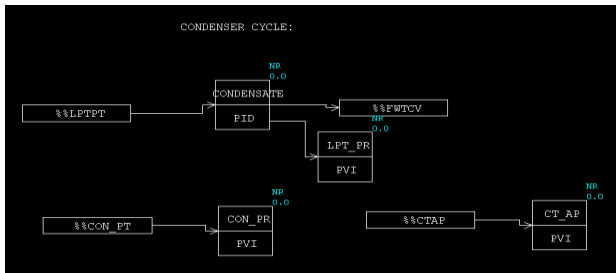 CONDENSER CYCLE:
NR
0.0
CONDENSATE
%%LPTPT
%%FWTCV
PID
NR
0.0
LPT_PR
PVI
NR
0.0
CON_PR
%%CON_PT
PVI
NR
0.0
CT_AP
%%CTAP
PVI